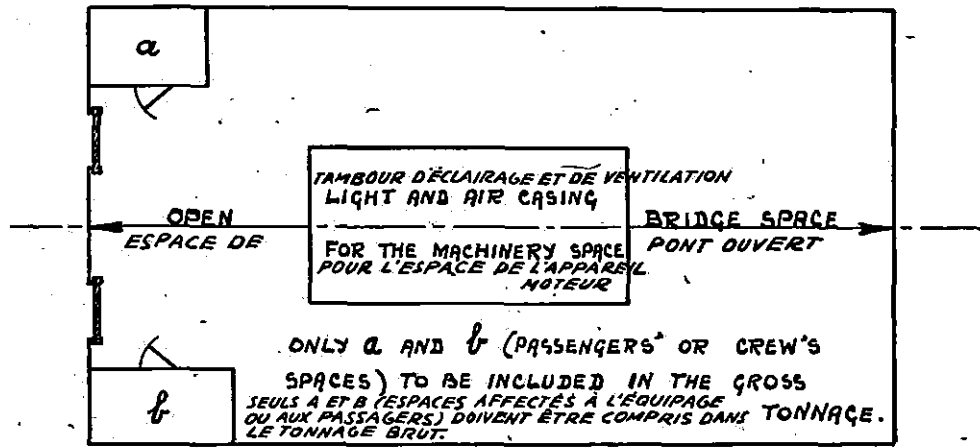 a
TAMBOUR D'ÉCLAIRAGE ET DE VENTILATION
LIGHT AND AIR CASING
OPEN
ESPACE DE
BRIDGE SPACE
PONT OUVERT
FOR THE MACHINERY SPACE
POUR L'ESPACE DE L'APPAREIL
MOTEUR
ONLY a AND b (PASSENGERS' OR CREW'S
SPACES) TO BE INCLUDED IN THE GROSS
TONNAGE.
SEULS A ET B (ESPACES AFFECTÉS À L'ÉQUIPAGE
OU AUX PASSAGERS) DOIVENT ÊTRE COMPRIS DANS
LE TONNAGE BRUT.
b